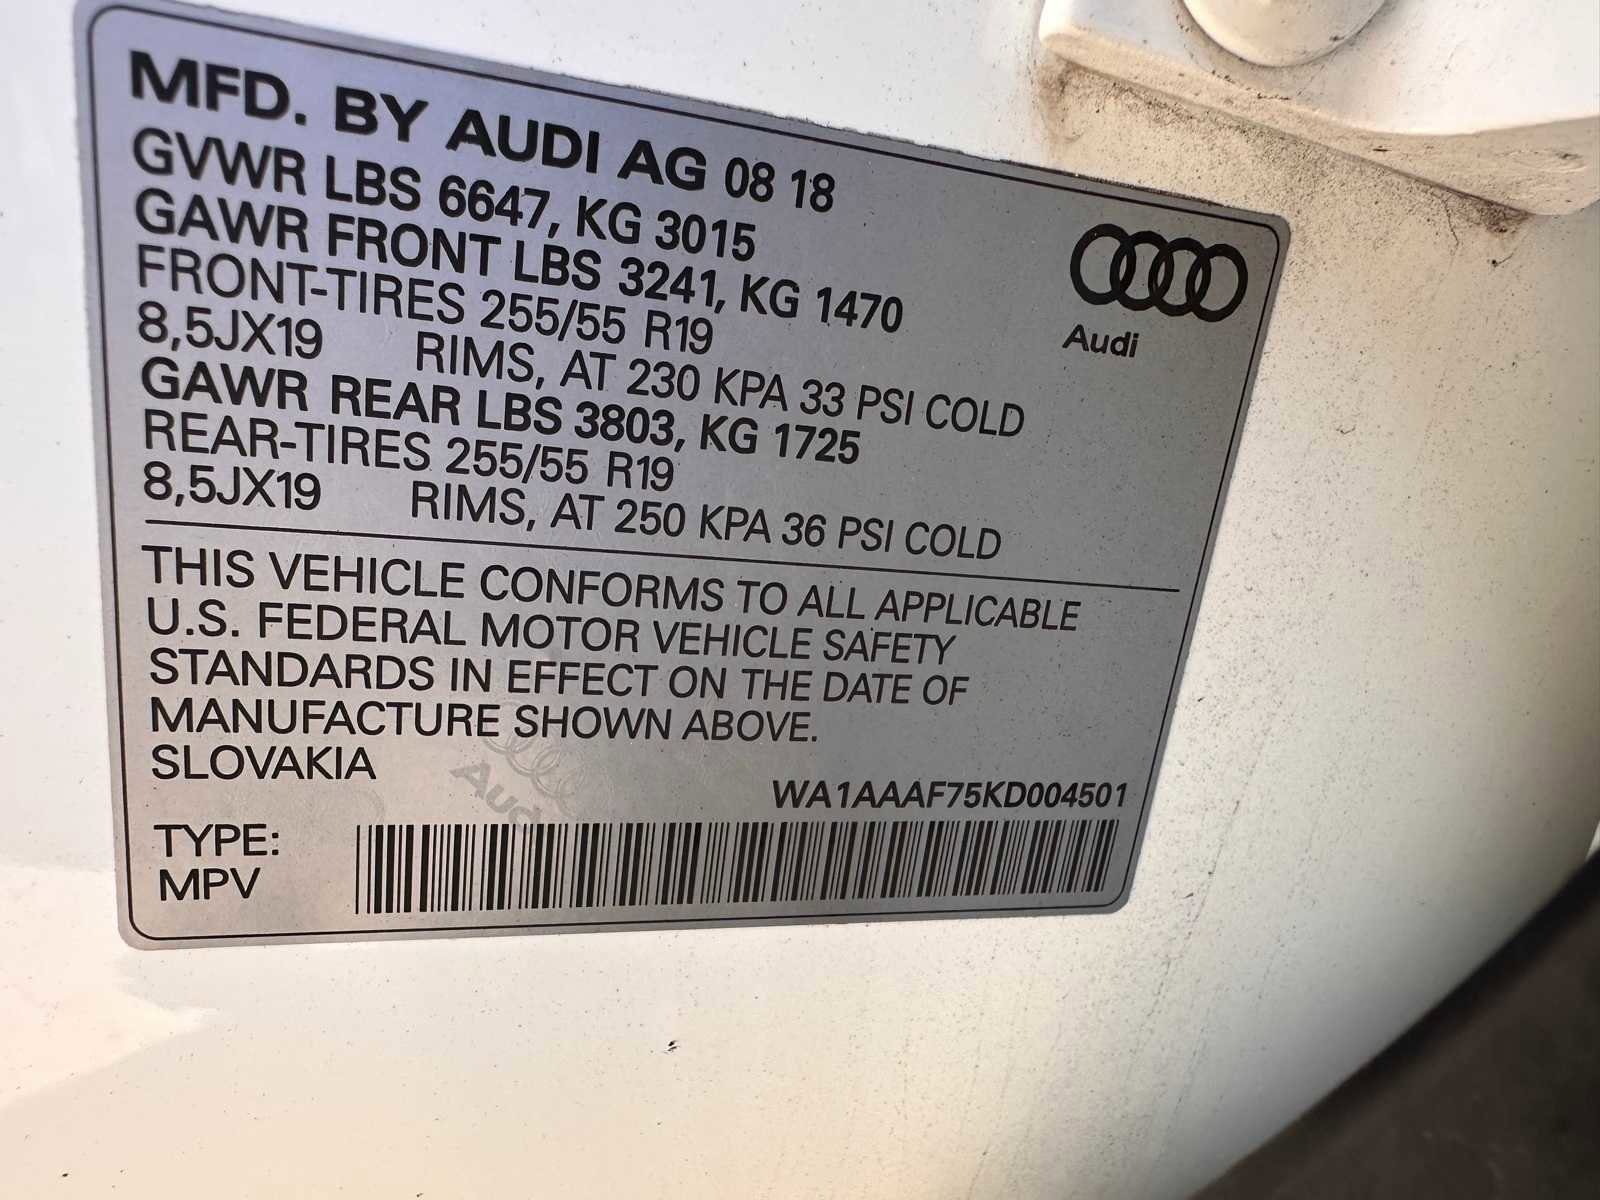 MFD. BY AUDI AG 08 18
GVWR LBS 6647, KG 3015
GAWR FRONT LBS 3241, KG 1470
FRONT-TIRES 255/55 R19
8,5JX19 RIMS, AT 230 KPA 33 PSI COLD
GAWR REAR LBS 3803, KG 1725
REAR-TIRES 255/55 R19
8,5JX19 RIMS, AT 250 KPA 36 PSI COLD
Audi
THIS VEHICLE CONFORMS TO ALL APPLICABLE
U.S. FEDERAL MOTOR VEHICLE SAFETY
STANDARDS IN EFFECT ON THE DATE OF
MANUFACTURE SHOWN ABOVE.
SLOVAKIA
Audi
WA1AAAF75KD004501
TYPE:
MPV